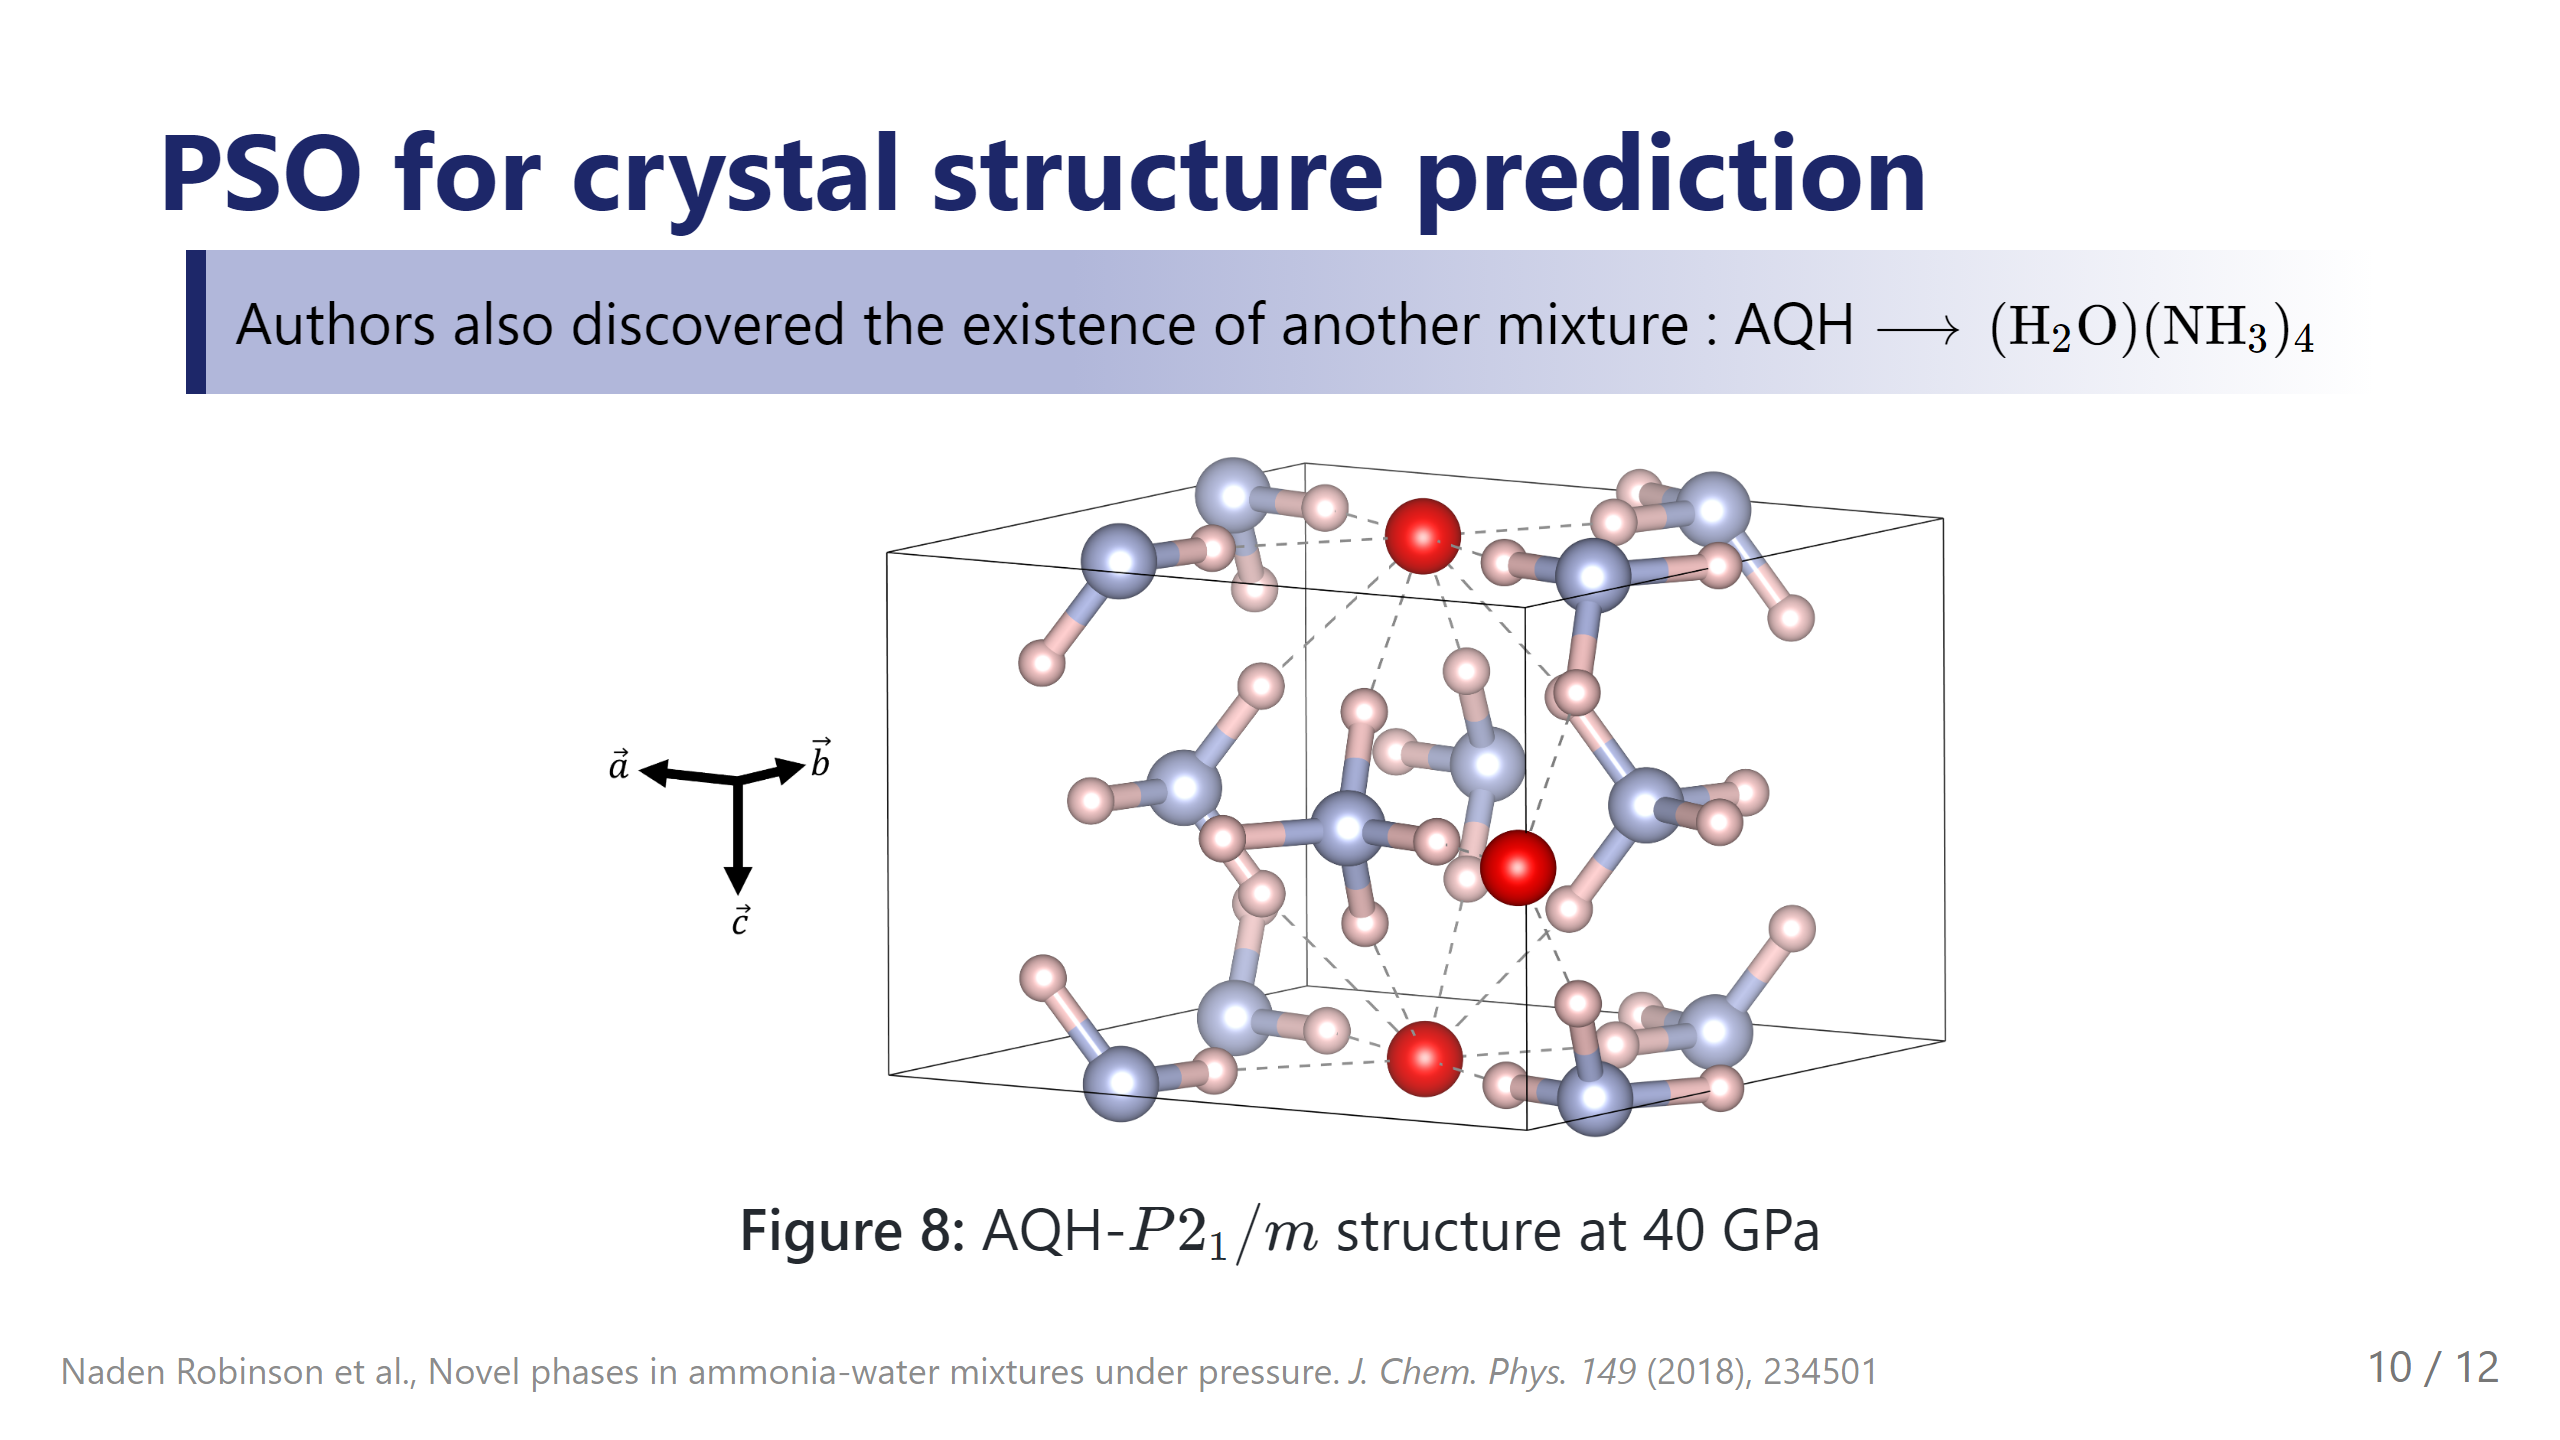 PSO for crystal structure prediction
Authors also discovered the existence of another mixture : AQH ⟶ (H₂O)(NH₃)₄
a⃗
b⃗
c⃗
Figure 8: AQH-P2₁/m structure at 40 GPa
Naden Robinson et al., Novel phases in ammonia-water mixtures under pressure. J. Chem. Phys. 149 (2018), 234501
10 / 12